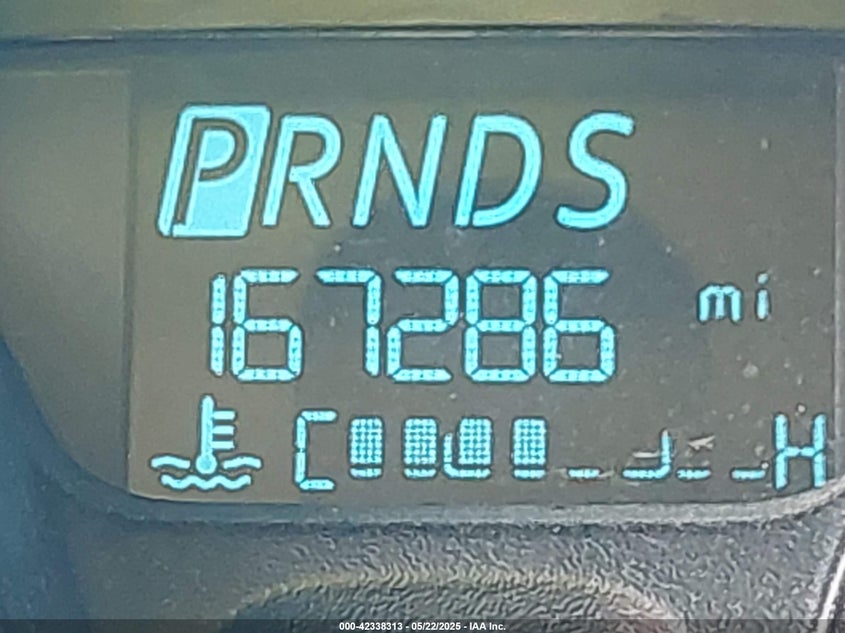 PRNDS
167286 mi
C H
000-42338313 - 05/22/2025 - IAA Inc.